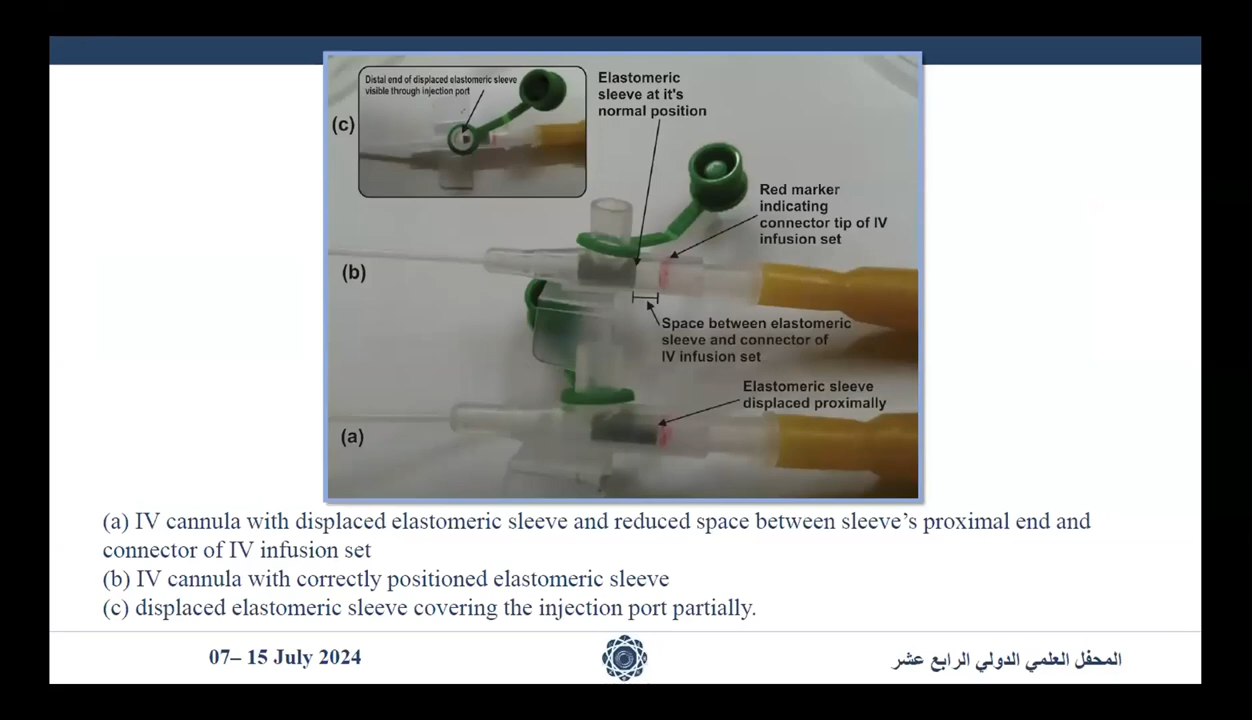 Distal end of displaced elastomeric sleeve
visible through injection port
(c)
Elastomeric
sleeve at it's
normal position
Red marker
indicating
connector tip of IV
infusion set
(b)
Space between elastomeric
sleeve and connector of
IV infusion set
Elastomeric sleeve
displaced proximally
(a)
(a) IV cannula with displaced elastomeric sleeve and reduced space between sleeve’s proximal end and
connector of IV infusion set
(b) IV cannula with correctly positioned elastomeric sleeve
(c) displaced elastomeric sleeve covering the injection port partially.
07– 15 July 2024
المحفل العلمي الدولي الرابع عشر